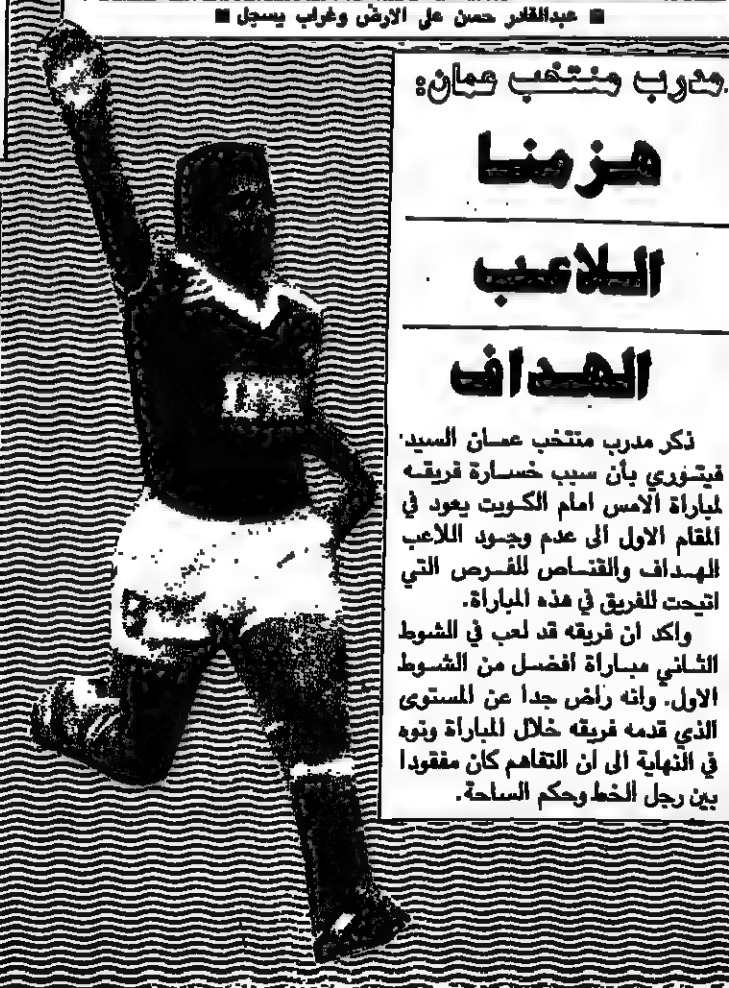 ■ عبدالقادر حسن على الارض وغراب يسجل ■
مدرب منتخب عمان:
هزمنا
اللاعب
الهداف
ذكر مدرب منتخب عمان السيد
فيتوري بأن سبب خسارة فريقه
لمباراة الامس امام الكويت يعود في
المقام الاول الى عدم وجود اللاعب
الهداف والقناص للفرص التي
اتيحت للفريق في هذه المباراة.
واكد ان فريقه قد لعب في الشوط
الثاني مباراة افضل من الشوط
الاول. وانه راض جدا عن المستوى
الذي قدمه فريقه خلال المباراة ونوه
في النهاية الى ان التفاهم كان مفقودا
بين رجل الخط وحكم الساحة.